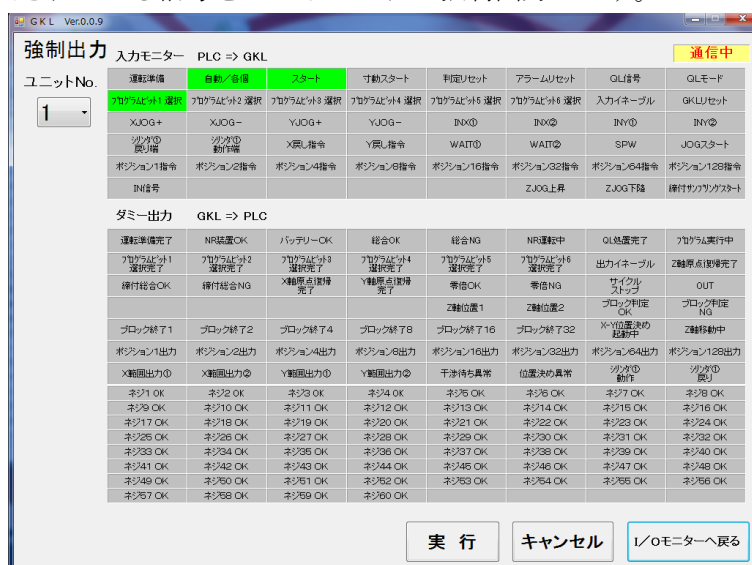 GKL Ver.0.0.9
強制出力 入力モニター PLC => GKL 通信中
ユニットNo.
1
運転準備 自動/各個 スタート 寸動スタート 判定リセット アラームリセット QL信号 QLモード
プログラムビット1 選択 プログラムビット2 選択 プログラムビット3 選択 プログラムビット4 選択 プログラムビット5 選択 プログラムビット6 選択 入力イネーブル GKLリセット
XJOG+ XJOG- YJOG+ YJOG- INX① INX② INY① INY②
シリンダ① 戻り端 シリンダ① 動作端 X戻し指令 Y戻し指令 WAIT① WAIT② SPW JOGスタート
ポジション1指令 ポジション2指令 ポジション4指令 ポジション8指令 ポジション16指令 ポジション32指令 ポジション64指令 ポジション128指令
IN信号 ZJOG上昇 ZJOG下降 締付サンプリングスタート
ダミー出力 GKL => PLC
運転準備完了 NR装置OK バッテリーOK 総合OK 総合NG NR運転中 QL処置完了 プログラム実行中
プログラムビット1 選択完了 プログラムビット2 選択完了 プログラムビット3 選択完了 プログラムビット4 選択完了 プログラムビット5 選択完了 プログラムビット6 選択完了 出力イネーブル Z軸原点復帰完了
締付総合OK 締付総合NG X軸原点復帰 完了 Y軸原点復帰 完了 零倍OK 零倍NG サイクル ストップ OUT
Z軸位置1 Z軸位置2 ブロック判定 OK ブロック判定 NG
ブロック終了1 ブロック終了2 ブロック終了4 ブロック終了8 ブロック終了16 ブロック終了32 X-Y位置決め 起動中 Z軸移動中
ポジション1出力 ポジション2出力 ポジション4出力 ポジション8出力 ポジション16出力 ポジション32出力 ポジション64出力 ポジション128出力
X範囲出力① X範囲出力② Y範囲出力① Y範囲出力② 干渉待ち異常 位置決め異常 シリンダ① 動作 シリンダ① 戻り
ネジ1 OK ネジ2 OK ネジ3 OK ネジ4 OK ネジ5 OK ネジ6 OK ネジ7 OK ネジ8 OK
ネジ9 OK ネジ10 OK ネジ11 OK ネジ12 OK ネジ13 OK ネジ14 OK ネジ15 OK ネジ16 OK
ネジ17 OK ネジ18 OK ネジ19 OK ネジ20 OK ネジ21 OK ネジ22 OK ネジ23 OK ネジ24 OK
ネジ25 OK ネジ26 OK ネジ27 OK ネジ28 OK ネジ29 OK ネジ30 OK ネジ31 OK ネジ32 OK
ネジ33 OK ネジ34 OK ネジ35 OK ネジ36 OK ネジ37 OK ネジ38 OK ネジ39 OK ネジ40 OK
ネジ41 OK ネジ42 OK ネジ43 OK ネジ44 OK ネジ45 OK ネジ46 OK ネジ47 OK ネジ48 OK
ネジ49 OK ネジ50 OK ネジ51 OK ネジ52 OK ネジ53 OK ネジ54 OK ネジ55 OK ネジ56 OK
ネジ57 OK ネジ58 OK ネジ59 OK ネジ60 OK
実 行 キャンセル I/Oモニターへ戻る